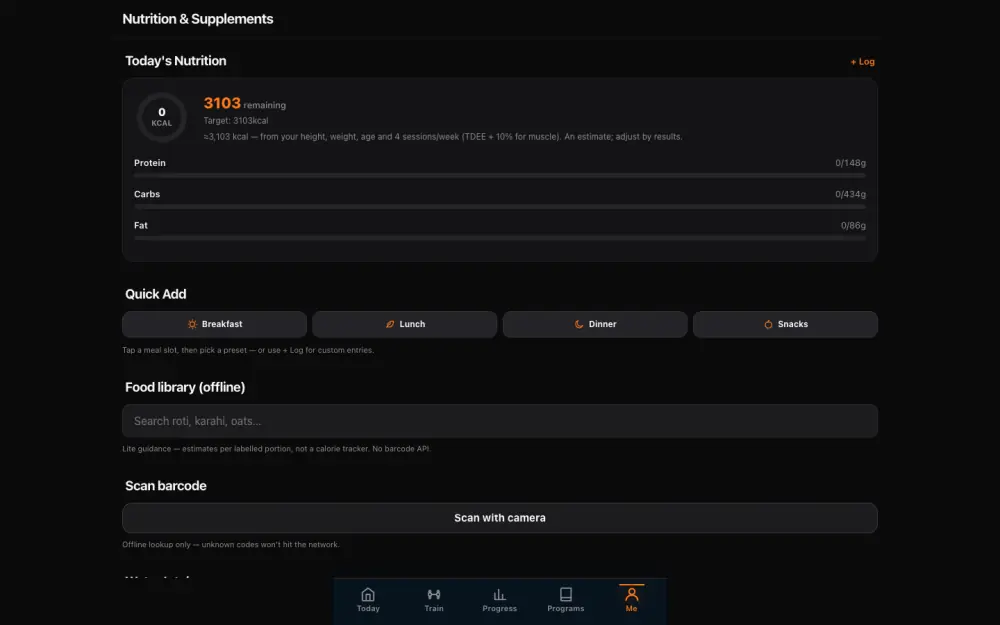 Nutrition & Supplements
Today's Nutrition
+ Log
0
KCAL
3103 remaining
Target: 3103kcal
≈3,103 kcal — from your height, weight, age and 4 sessions/week (TDEE + 10% for muscle). An estimate; adjust by results.
Protein
0/148g
Carbs
0/434g
Fat
0/86g
Quick Add
Breakfast
Lunch
Dinner
Snacks
Tap a meal slot, then pick a preset — or use + Log for custom entries.
Food library (offline)
Search roti, karahi, oats...
Lite guidance — estimates per labelled portion, not a calorie tracker. No barcode API.
Scan barcode
Scan with camera
Offline lookup only — unknown codes won't hit the network.
Today
Train
Progress
Programs
Me